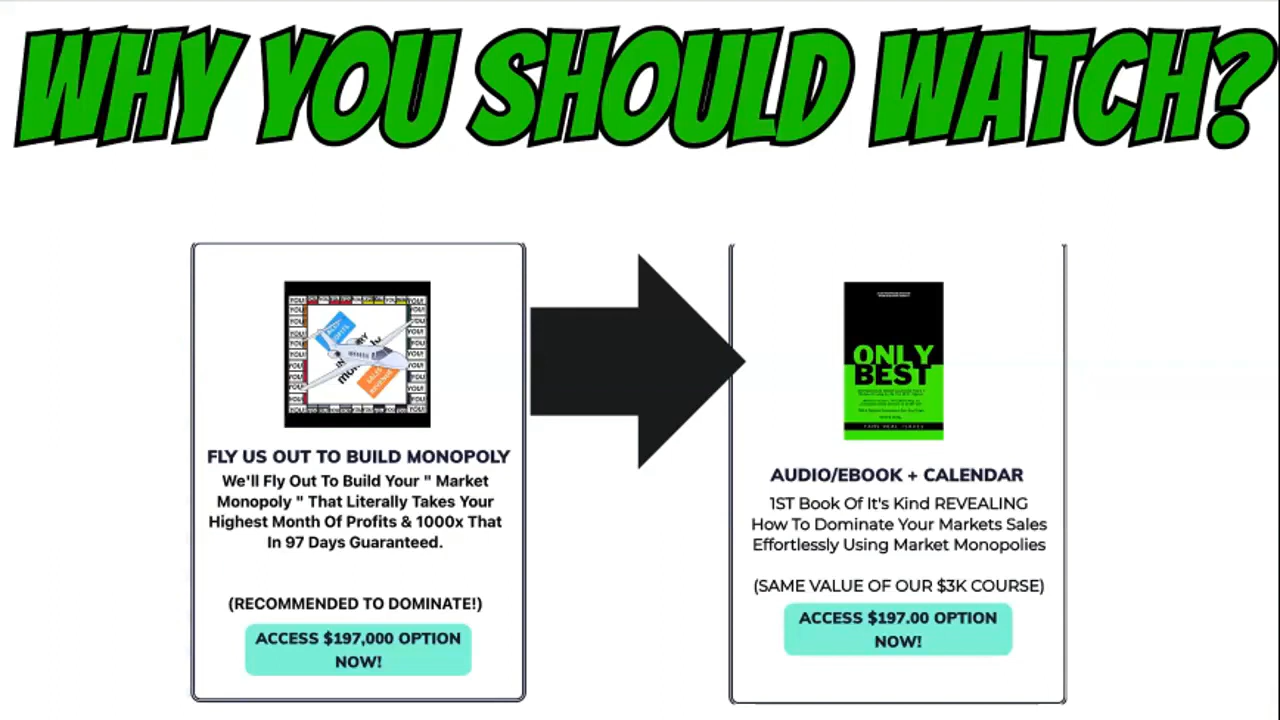 WHY YOU SHOULD WATCH?
YOU!
YOU!
FLY US OUT TO BUILD MONOPOLY
We'll Fly Out To Build Your " Market
Monopoly " That Literally Takes Your
Highest Month Of Profits & 1000x That
In 97 Days Guaranteed.
(RECOMMENDED TO DOMINATE!)
ACCESS $197,000 OPTION
NOW!
ONLY
BEST
AUDIO/EBOOK + CALENDAR
1ST Book Of It's Kind REVEALING
How To Dominate Your Markets Sales
Effortlessly Using Market Monopolies
(SAME VALUE OF OUR $3K COURSE)
ACCESS $197.00 OPTION
NOW!